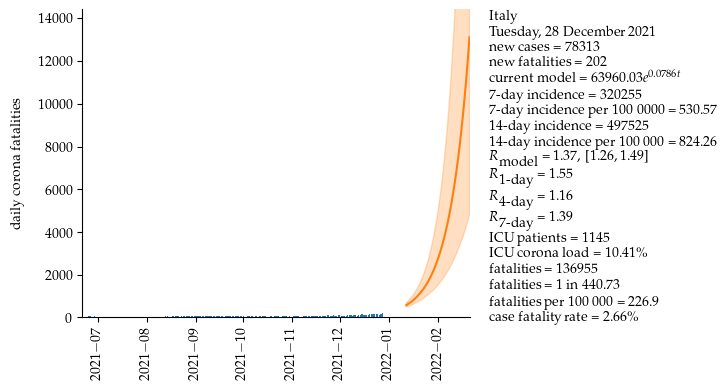 14000
12000
10000
8000
6000
4000
2000
0
daily corona fatalities
2021−07
2021−08
2021−09
2021−10
2021−11
2021−12
2022−01
2022−02
Italy
Tuesday, 28 December 2021
new cases = 78313
new fatalities = 202
current model = 63960.03e^0.0786t
7-day incidence = 320255
7-day incidence per 100 0000 = 530.57
14-day incidence = 497525
14-day incidence per 100 000 = 824.26
R_model = 1.37, [1.26, 1.49]
R_1-day = 1.55
R_4-day = 1.16
R_7-day = 1.39
ICU patients = 1145
ICU corona load = 10.41%
fatalities = 136955
fatalities = 1 in 440.73
fatalities per 100 000 = 226.9
case fatality rate = 2.66%